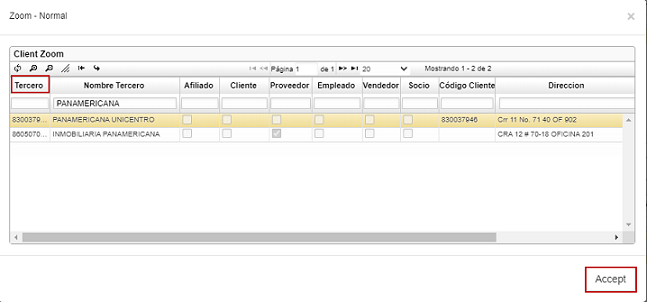 Zoom - Normal ×
Client Zoom
Página 1 de 1 20 Mostrando 1 - 2 de 2
Tercero Nombre Tercero Afiliado Cliente Proveedor Empleado Vendedor Socio Código Cliente Direccion
PANAMERICANA
8300379... PANAMERICANA UNICENTRO 830037946 Crr 11 No. 71 40 OF 902
8605070... INMOBILIARIA PANAMERICANA CRA 12 # 70-18 OFICINA 201
Accept